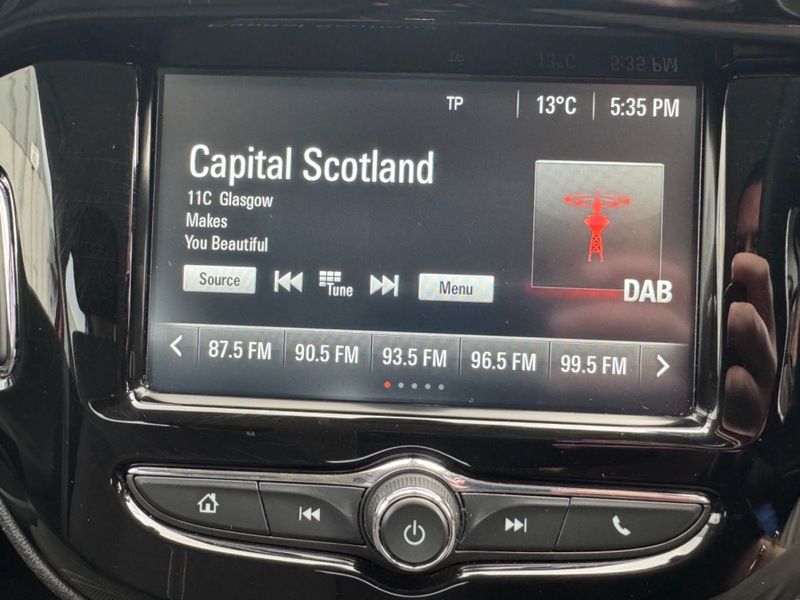 TP 13°C 5:35 PM
Capital Scotland
11C Glasgow
Makes
You Beautiful
Source Tune Menu
DAB
87.5 FM 90.5 FM 93.5 FM 96.5 FM 99.5 FM